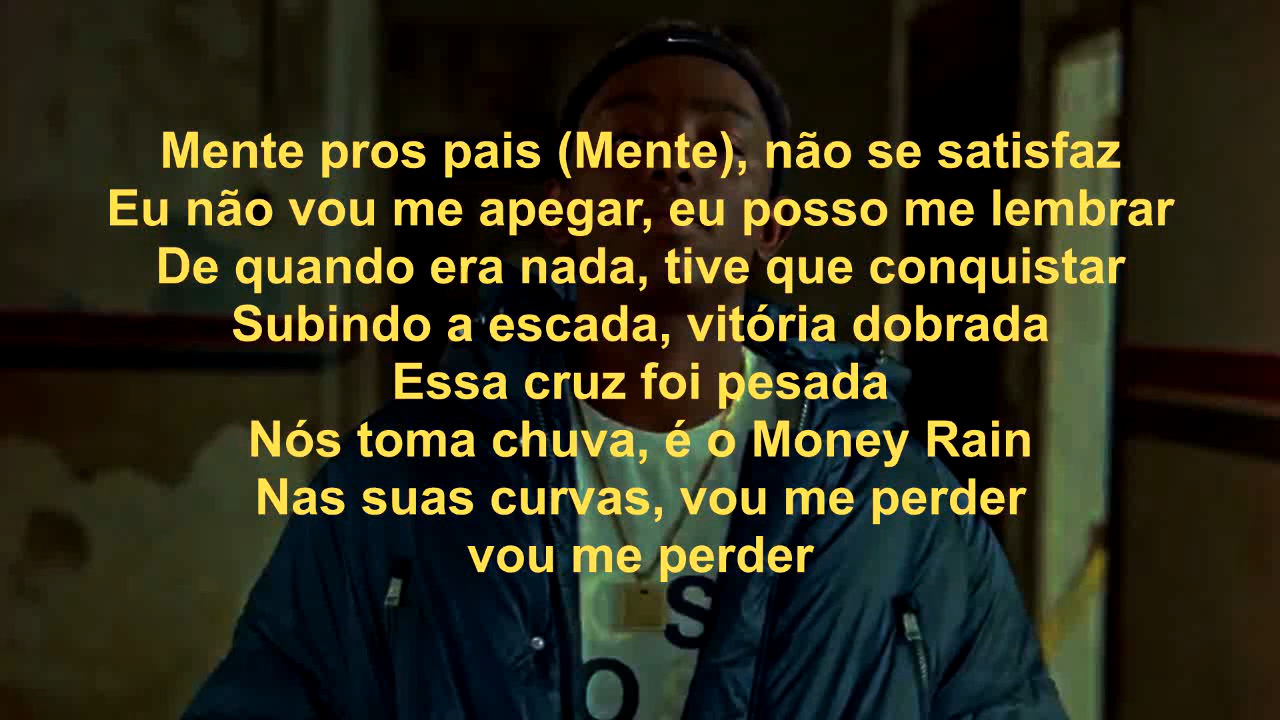 Mente pros pais (Mente), não se satisfaz
Eu não vou me apegar, eu posso me lembrar
De quando era nada, tive que conquistar
Subindo a escada, vitória dobrada
Essa cruz foi pesada
Nós toma chuva, é o Money Rain
Nas suas curvas, vou me perder
vou me perder
S
O